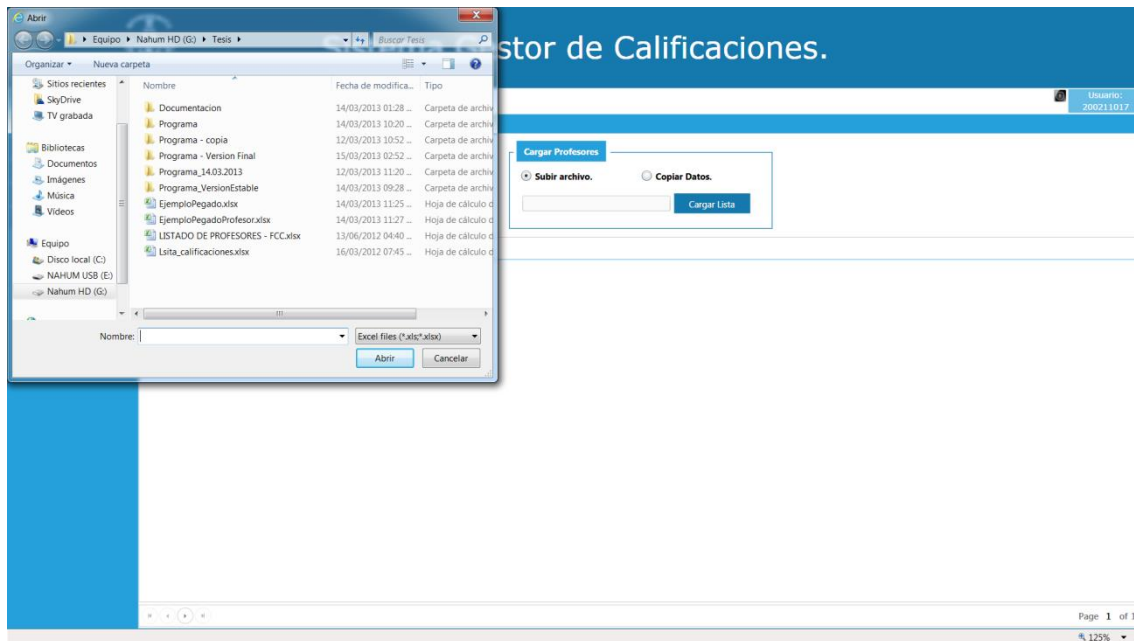 Abrir
Equipo Nahum HD (G:) Tesis
Buscar Tesis
Sistema Gestor de Calificaciones.
Organizar Nueva carpeta
Usuario:
200211017
Sitios recientes
SkyDrive
TV grabada
Bibliotecas
Documentos
Imágenes
Música
Vídeos
Equipo
Disco local (C:)
NAHUM USB (E:)
Nahum HD (G:)
Nombre Fecha de modifica... Tipo
Documentacion 14/03/2013 01:28 ... Carpeta de archiv
Programa 14/03/2013 10:20 ... Carpeta de archiv
Programa - copia 12/03/2013 10:52 ... Carpeta de archiv
Programa - Version Final 15/03/2013 02:52 ... Carpeta de archiv
Programa_14.03.2013 12/03/2013 11:20 ... Carpeta de archiv
Programa_VersionEstable 14/03/2013 09:28 ... Carpeta de archiv
EjemploPegado.xlsx 14/03/2013 11:25 ... Hoja de cálculo d
EjemploPegadoProfesor.xlsx 14/03/2013 11:27 ... Hoja de cálculo d
LISTADO DE PROFESORES - FCC.xlsx 13/06/2012 04:40 ... Hoja de cálculo d
Lsita_calificaciones.xlsx 16/03/2012 07:45 ... Hoja de cálculo d
Nombre: Excel files (*.xls;*.xlsx)
Abrir Cancelar
Cargar Profesores
Subir archivo. Copiar Datos.
Cargar Lista
Page 1 of 1
125%